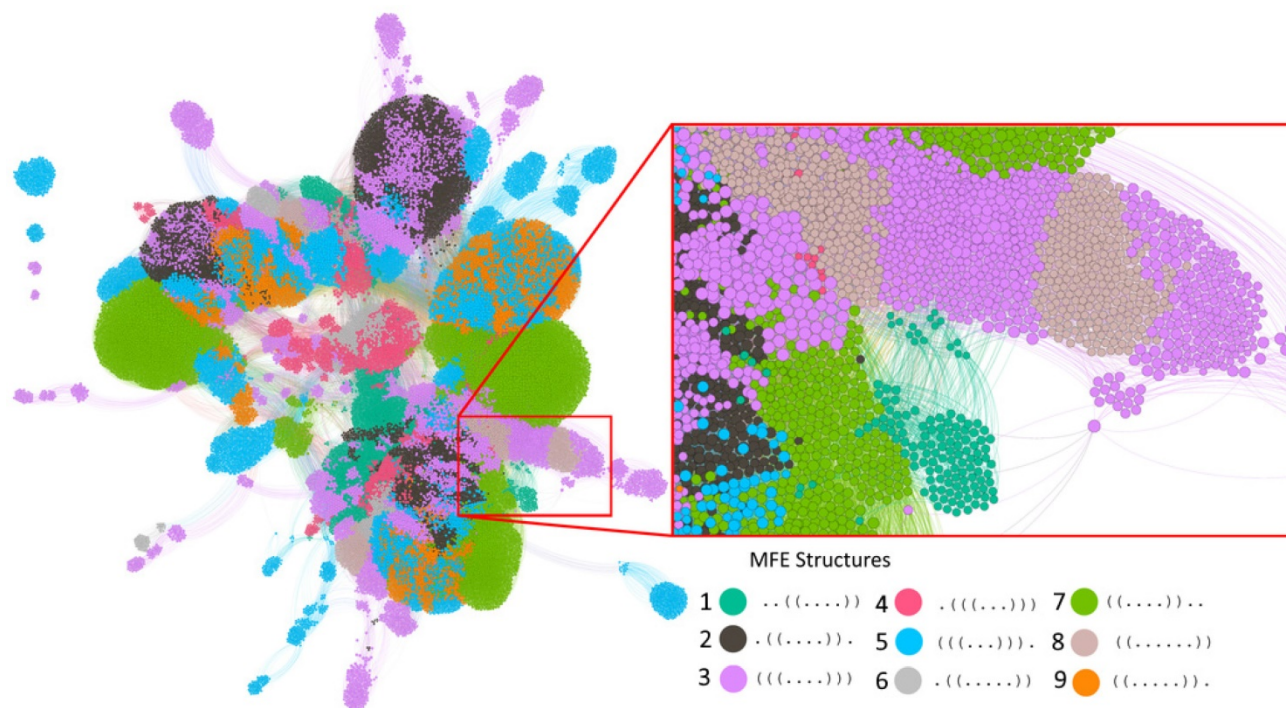 MFE Structures
1 ..((....)) 4 .(((...))) 7 ((....))..
2 .((....)). 5 (((...))). 8 ((......))
3 (((....))) 6 .((.....)) 9 ((.....)).